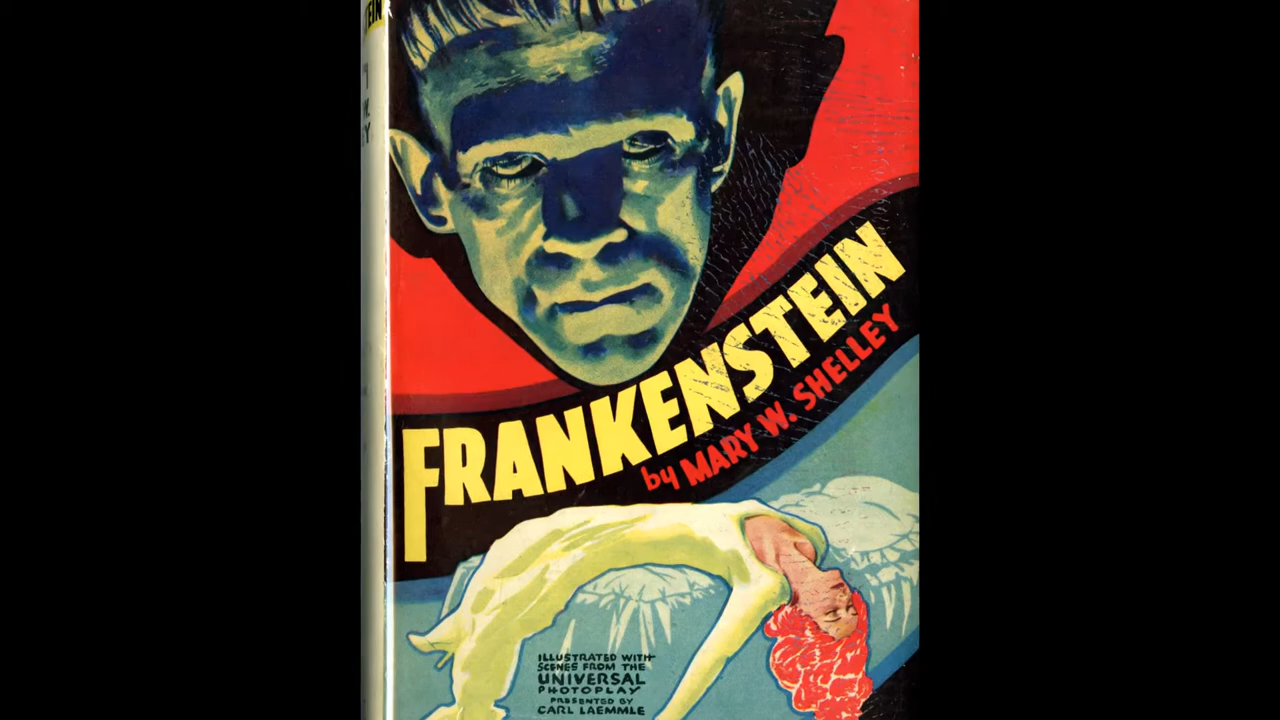 FRANKENSTEIN
by MARY W. SHELLEY
ILLUSTRATED WITH
SCENES FROM THE
UNIVERSAL
PHOTOPLAY
PRESENTED BY
CARL LAEMMLE